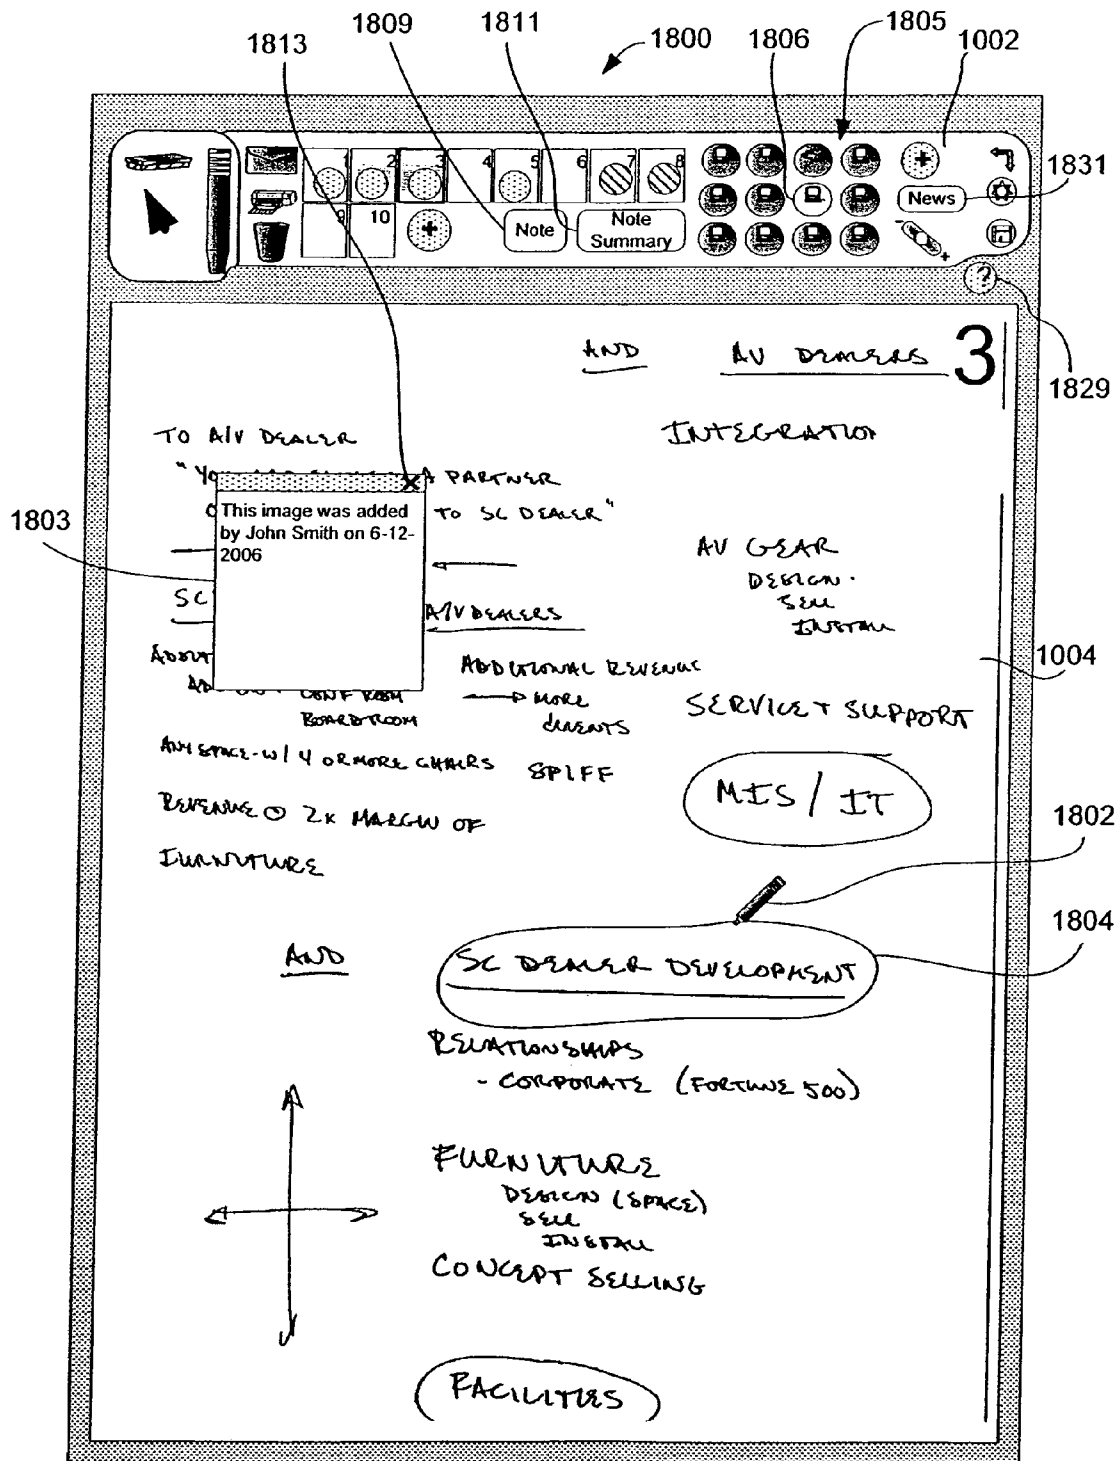 1813
1809
1811
1800
1806
1805
1002
1 2 3 4 5 6 7 8
9 10
Note
Note
Summary
News
1831
?
1829
AND AV DEALERS 3
INTEGRATION
TO A/V DEALER
A PARTNER
TO SC DEALER"
This image was added
by John Smith on 6-12-
2006
1803
AV GEAR
DESIGN
SELL
INSTALL
SC
A/V DEALERS
1004
ADDITIONAL REVENUE
CONF ROOM
MORE
BOARDROOM
CLIENTS
SERVICE + SUPPORT
ANY SPACE - W/ 4 OR MORE CHAIRS
SPIFF
MIS / IT
REVENUE @ 2X MARGIN OF
FURNITURE
1802
1804
AND
SC DEALER DEVELOPMENT
RELATIONSHIPS
- CORPORATE (FORTUNE 500)
FURNITURE
DESIGN (SPACE)
SELL
INSTALL
CONCEPT SELLING
FACILITIES